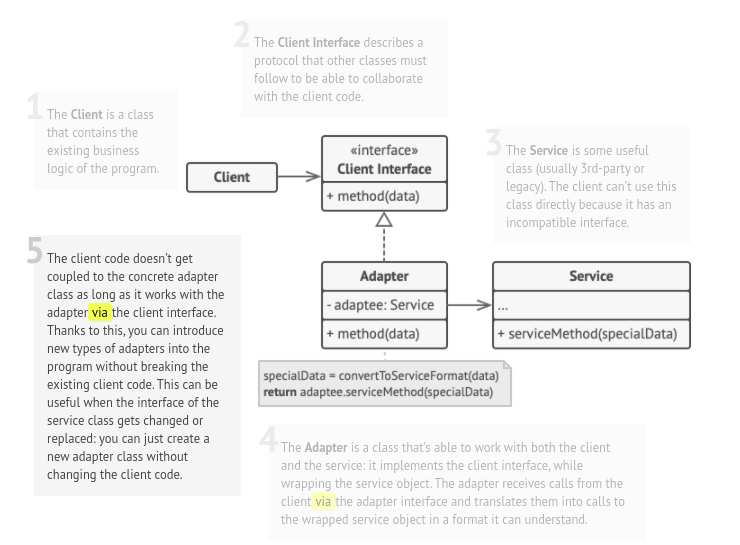 2
The Client Interface describes a
protocol that other classes must
follow to be able to collaborate
with the client code.
1
The Client is a class
that contains the
existing business
logic of the program.
Client
«interface»
Client Interface
+ method(data)
3
The Service is some useful
class (usually 3rd-party or
legacy). The client can't use this
class directly because it has an
incompatible interface.
5
The client code doesn't get
coupled to the concrete adapter
class as long as it works with the
adapter via the client interface.
Thanks to this, you can introduce
new types of adapters into the
program without breaking the
existing client code. This can be
useful when the interface of the
service class gets changed or
replaced: you can just create a
new adapter class without
changing the client code.
Adapter
- adaptee: Service
+ method(data)
Service
...
+ serviceMethod(specialData)
specialData = convertToServiceFormat(data)
return adaptee.serviceMethod(specialData)
4
The Adapter is a class that's able to work with both the client
and the service: it implements the client interface, while
wrapping the service object. The adapter receives calls from the
client via the adapter interface and translates them into calls to
the wrapped service object in a format it can understand.